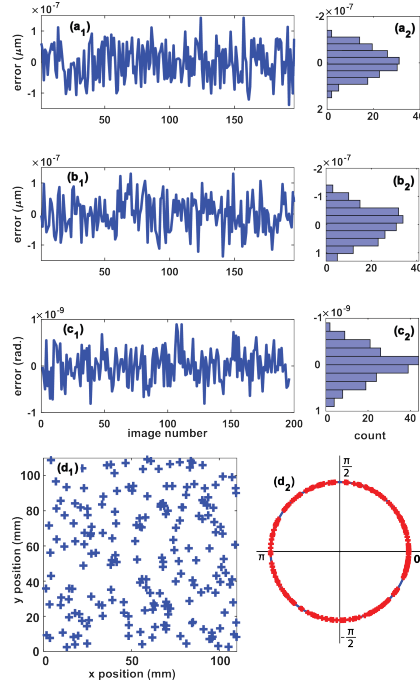 ×10⁻⁷
(a₁)
error (μm)
1
0
-1
50
100
150
×10⁻⁷
-2
(a₂)
0
2
0
20
40
×10⁻⁷
(b₁)
error (μm)
1
0
-1
50
100
150
×10⁻⁷
-2
(b₂)
-1
0
1
0
20
40
1 ×10⁻⁹
(c₁)
error (rad.)
0
-1
0
50
100
150
200
image number
-1 ×10⁻⁹
(c₂)
0
1
0
20
40
count
(d₁)
100
80
60
40
20
0
y position (mm)
0
50
100
x position (mm)
(d₂)
π/2
π
0
-π/2